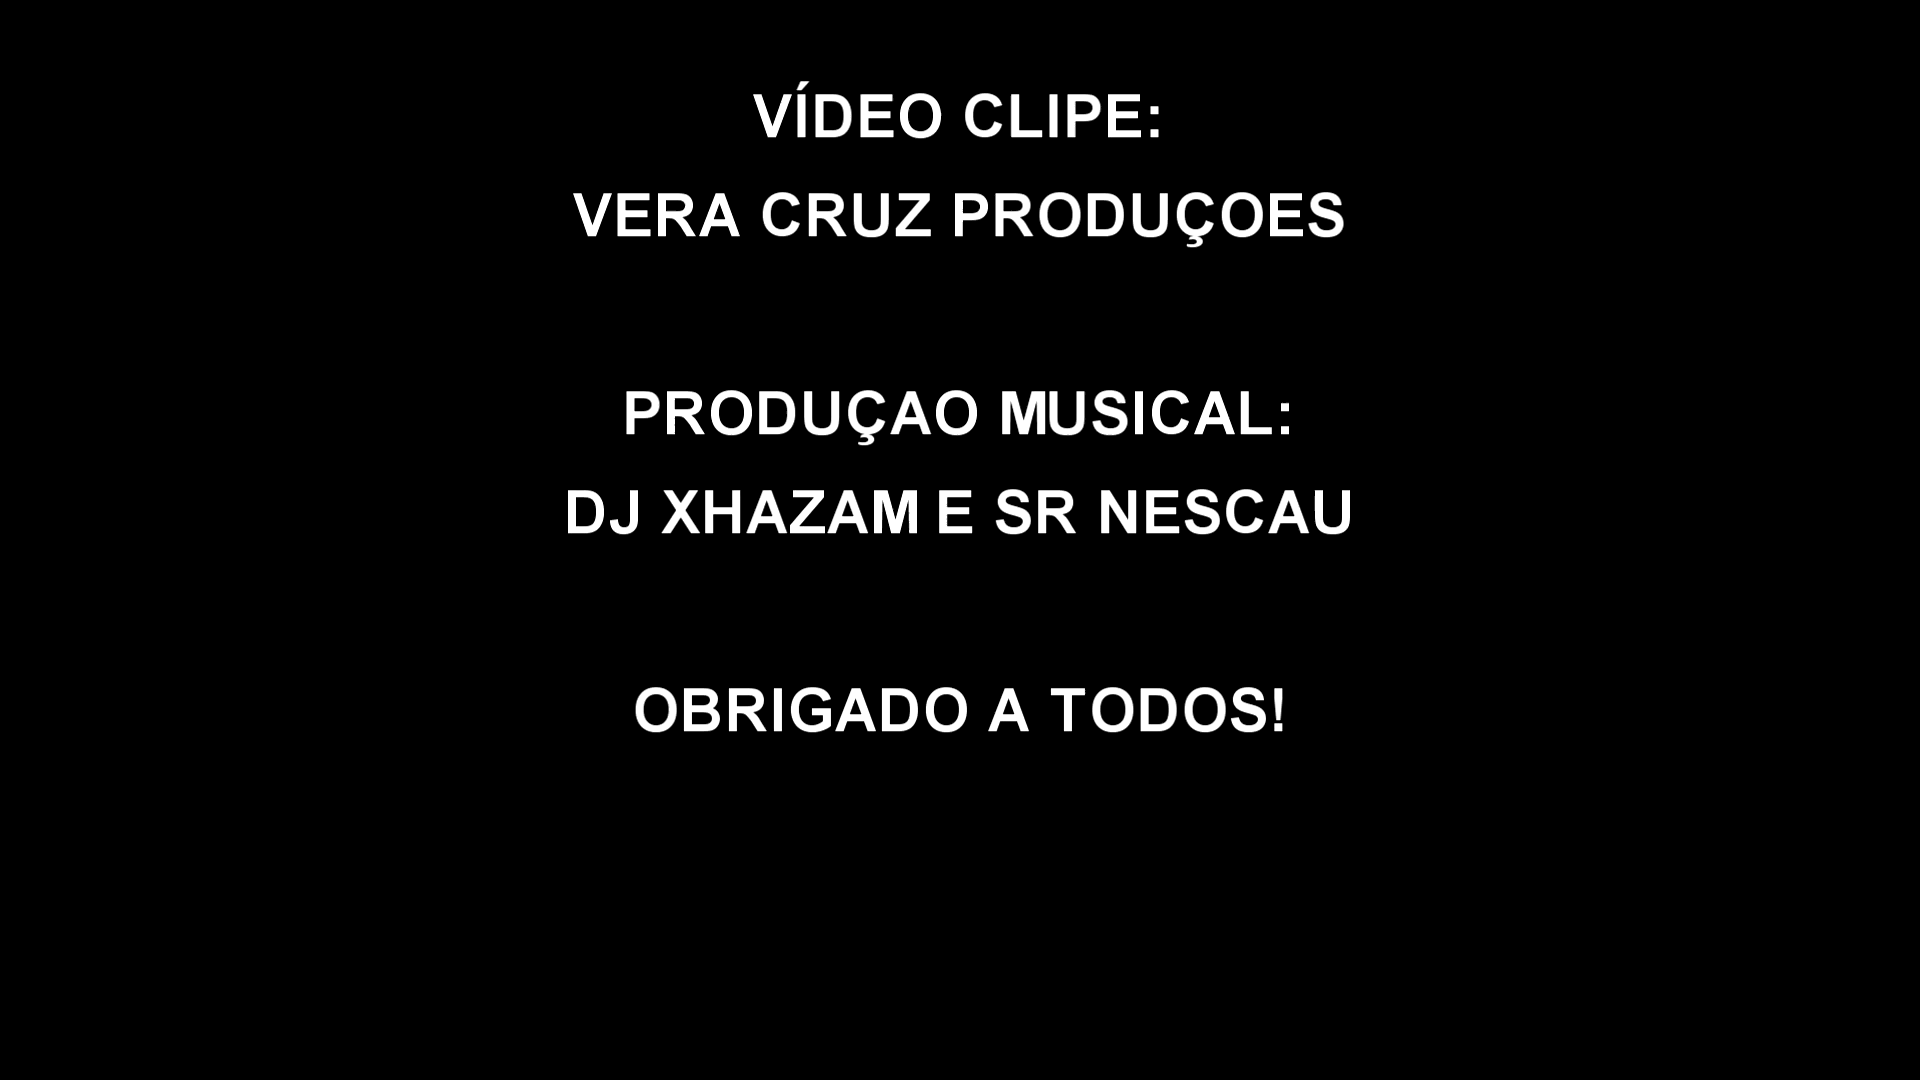 VÍDEO CLIPE:
VERA CRUZ PRODUÇOES
PRODUÇAO MUSICAL:
DJ XHAZAM E SR NESCAU
OBRIGADO A TODOS!